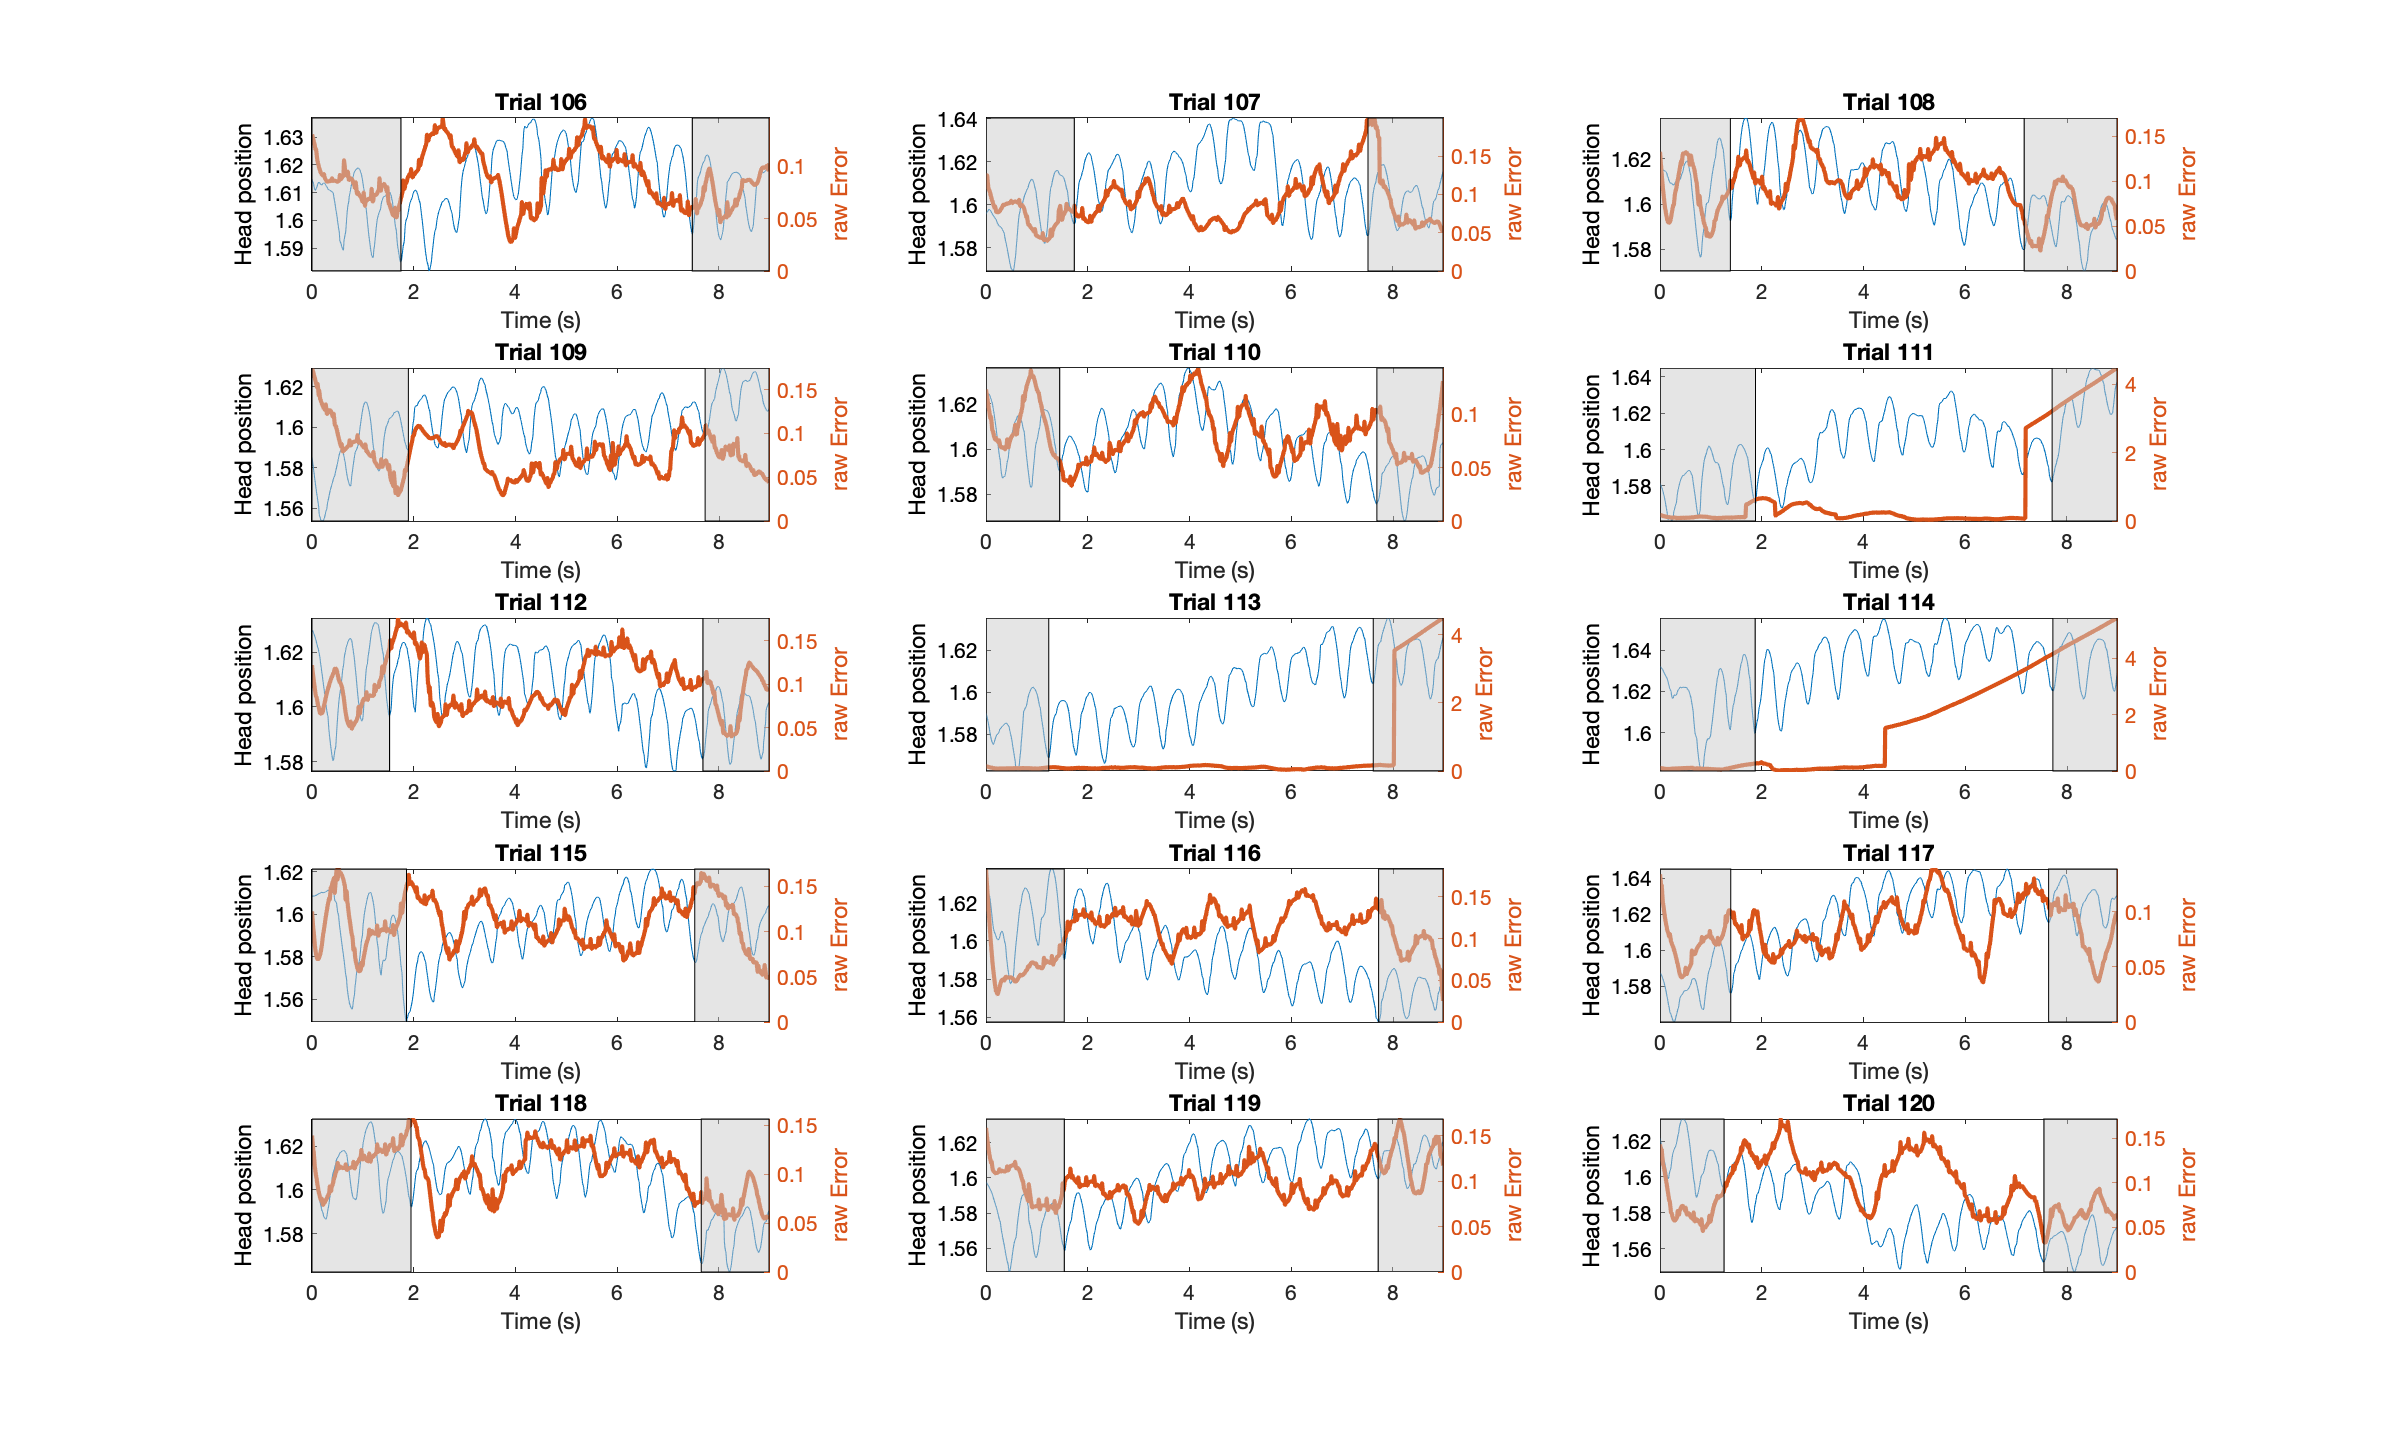 Trial 106
Head position
1.63
1.62
1.61
1.6
1.59
0.1
0.05
0
raw Error
0 2 4 6 8
Time (s)
Trial 107
Head position
1.64
1.62
1.6
1.58
0.15
0.1
0.05
0
raw Error
0 2 4 6 8
Time (s)
Trial 108
Head position
1.62
1.6
1.58
0.15
0.1
0.05
0
raw Error
0 2 4 6 8
Time (s)
Trial 109
Head position
1.62
1.6
1.58
1.56
0.15
0.1
0.05
0
raw Error
0 2 4 6 8
Time (s)
Trial 110
Head position
1.62
1.6
1.58
0.1
0.05
0
raw Error
0 2 4 6 8
Time (s)
Trial 111
Head position
1.64
1.62
1.6
1.58
4
2
0
raw Error
0 2 4 6 8
Time (s)
Trial 112
Head position
1.62
1.6
1.58
0.15
0.1
0.05
0
raw Error
0 2 4 6 8
Time (s)
Trial 113
Head position
1.62
1.6
1.58
4
2
0
raw Error
0 2 4 6 8
Time (s)
Trial 114
Head position
1.64
1.62
1.6
4
2
0
raw Error
0 2 4 6 8
Time (s)
Trial 115
Head position
1.62
1.6
1.58
1.56
0.15
0.1
0.05
0
raw Error
0 2 4 6 8
Time (s)
Trial 116
Head position
1.62
1.6
1.58
1.56
0.15
0.1
0.05
0
raw Error
0 2 4 6 8
Time (s)
Trial 117
Head position
1.64
1.62
1.6
1.58
0.1
0.05
0
raw Error
0 2 4 6 8
Time (s)
Trial 118
Head position
1.62
1.6
1.58
0.15
0.1
0.05
0
raw Error
0 2 4 6 8
Time (s)
Trial 119
Head position
1.62
1.6
1.58
1.56
0.15
0.1
0.05
0
raw Error
0 2 4 6 8
Time (s)
Trial 120
Head position
1.62
1.6
1.58
1.56
0.15
0.1
0.05
0
raw Error
0 2 4 6 8
Time (s)